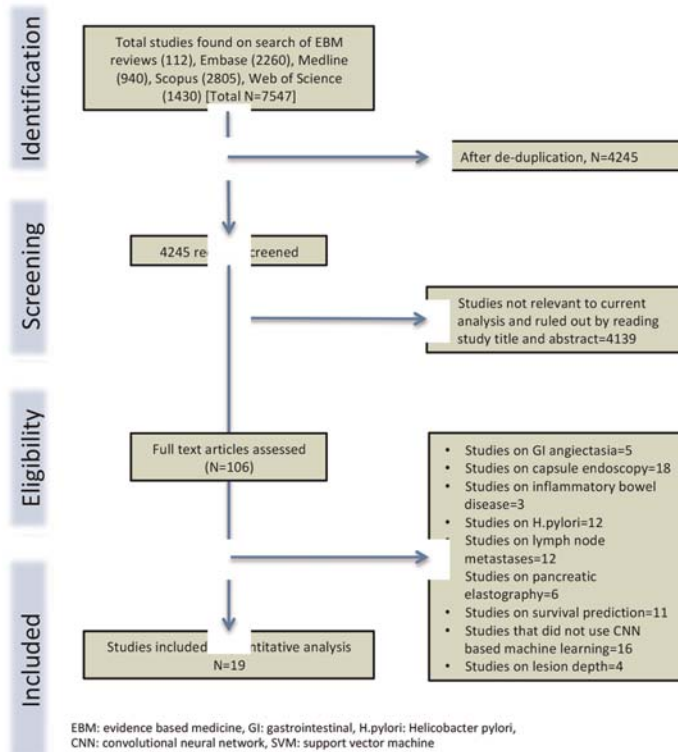 Identification
Total studies found on search of EBM
reviews (112), Embase (2260), Medline
(940), Scopus (2805), Web of Science
(1430) [Total N=7547]
After de-duplication, N=4245
Screening
4245 re creened
Studies not relevant to current
analysis and ruled out by reading
study title and abstract=4139
Eligibility
Full text articles assessed
(N=106)
• Studies on GI angiectasia=5
• Studies on capsule endoscopy=18
• Studies on inflammatory bowel
disease=3
• Studies on H.pylori=12
• Studies on lymph node
metastases=12
Studies on pancreatic
elastography=6
• Studies on survival prediction=11
• Studies that did not use CNN
based machine learning=16
• Studies on lesion depth=4
Included
Studies included ntitative analysis
N=19
EBM: evidence based medicine, GI: gastrointestinal, H.pylori: Helicobacter pylori,
CNN: convolutional neural network, SVM: support vector machine